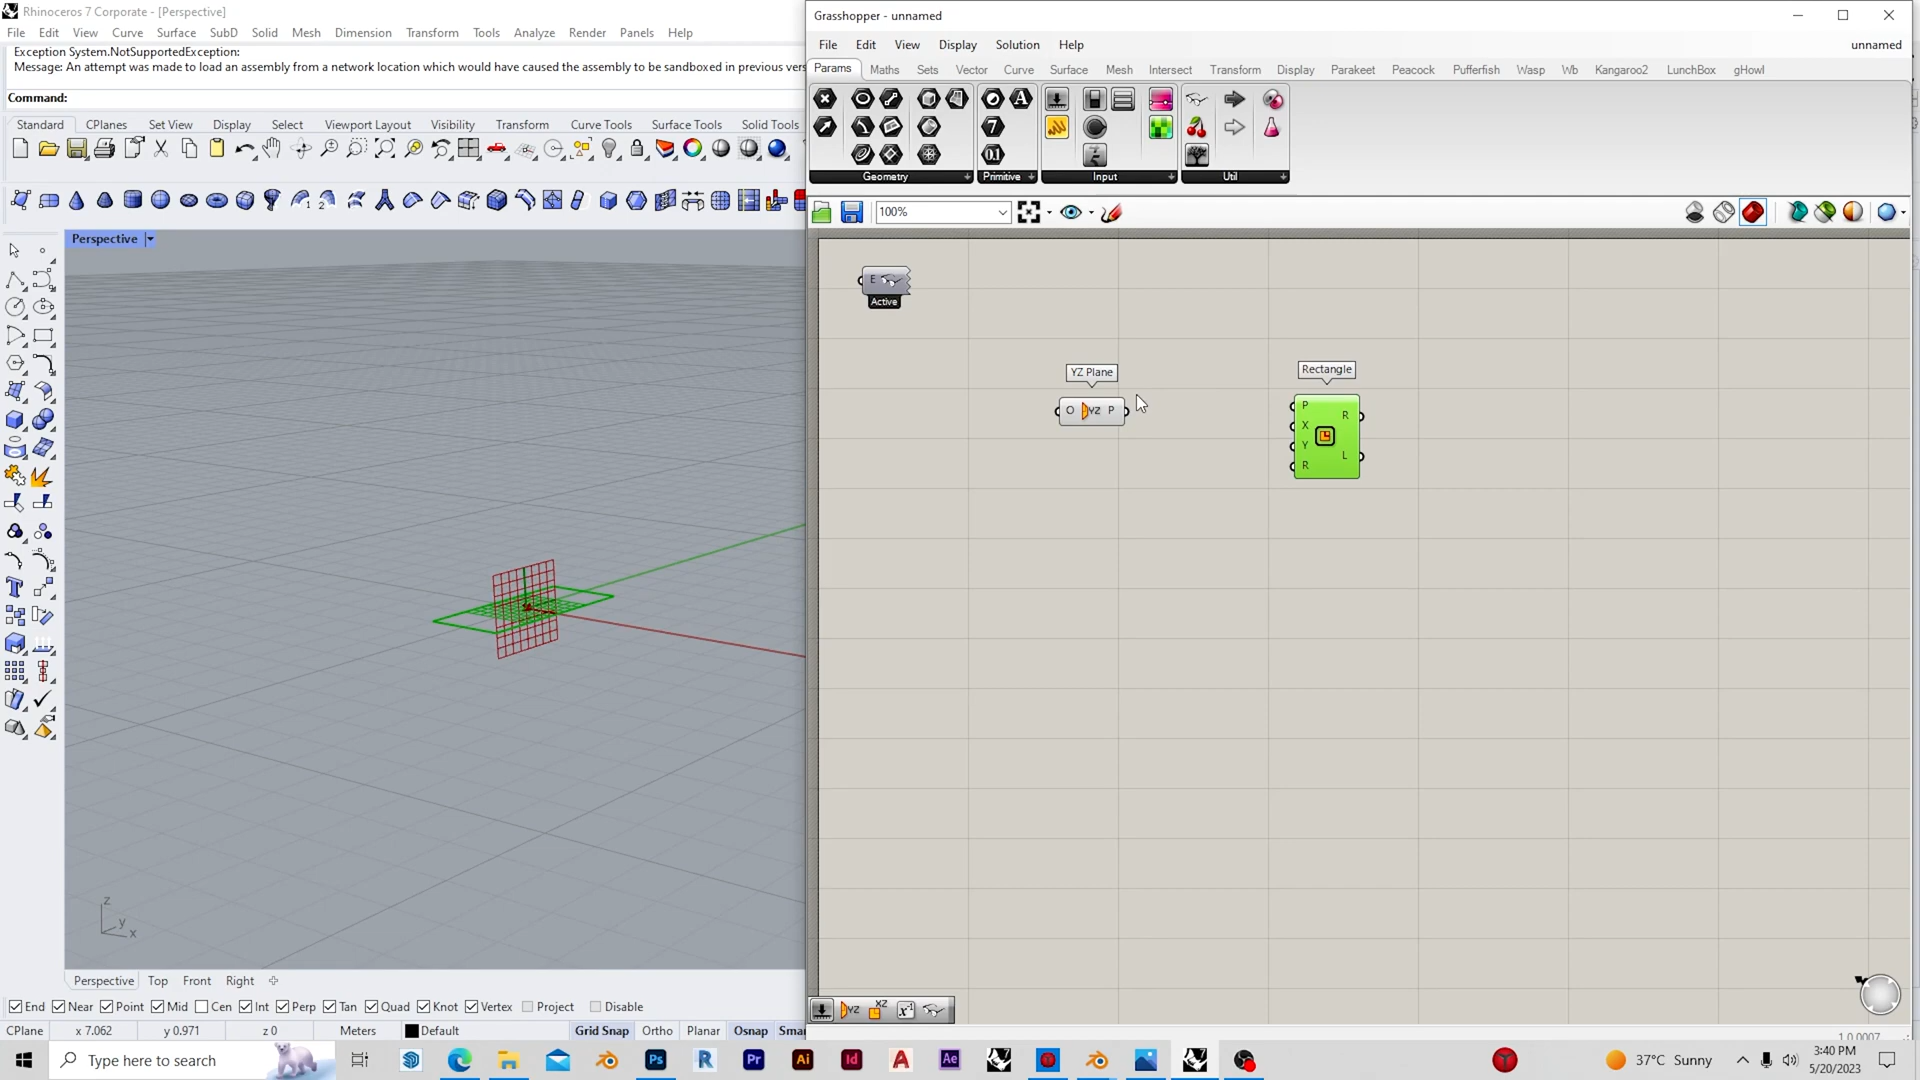 Rhinoceros 7 Corporate - [Perspective]
File Edit View Curve Surface SubD Solid Mesh Dimension Transform Tools Analyze Render Panels Help
Exception System.NotSupportedException:
Message: An attempt was made to load an assembly from a network location which would have caused the assembly to be sandboxed in previous vers
Command:
Standard CPlanes Set View Display Select Viewport Layout Visibility Transform Curve Tools Surface Tools Solid Tools
Perspective
z
y
x
Perspective Top Front Right
End Near Point Mid Cen Int Perp Tan Quad Knot Vertex Project Disable
CPlane x 7.062 y 0.971 z 0 Meters Default Grid Snap Ortho Planar Osnap Smar
Grasshopper - unnamed
File Edit View Display Solution Help unnamed
Params Maths Sets Vector Curve Surface Mesh Intersect Transform Display Parakeet Peacock Pufferfish Wasp Wb Kangaroo2 LunchBox gHowl
Geometry Primitive Input Util
100%
E
Active
YZ Plane
O YZ P
Rectangle
P
X
Y
R
R
L
YZ XZ x-1
1.0.0007
Type here to search
37°C Sunny
3:40 PM
5/20/2023